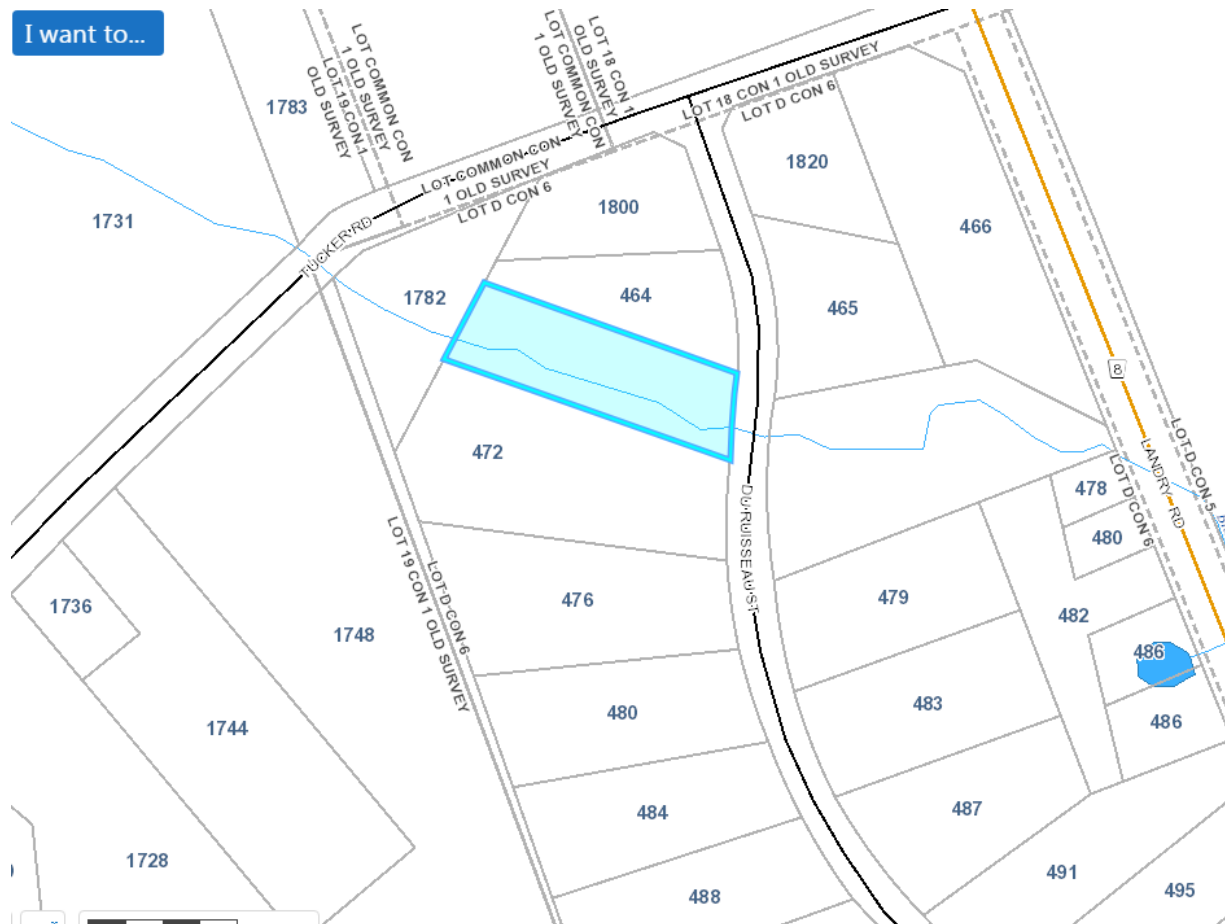 I want to...
LOT COMMON CON
1 OLD SURVEY
LOT 19 CON 1
OLD SURVEY
LOT 18 CON 1
OLD SURVEY
LOT COMMON CON
1 OLD SURVEY
LOT 18 CON 1 OLD SURVEY
LOT D CON 6
1783
LOT COMMON CON
1 OLD SURVEY
LOT D CON 6
1820
1800
1731
TUCKER RD
466
1782
464
465
8
472
LOT D CON 5
LANDRY RD
LOT D CON 6
478
480
DU RUISSEAU ST
LOT 19 CON 1 OLD SURVEY
LOT D CON 6
476
479
1736
1748
482
486
480
483
486
1744
484
487
1728
491
488
495